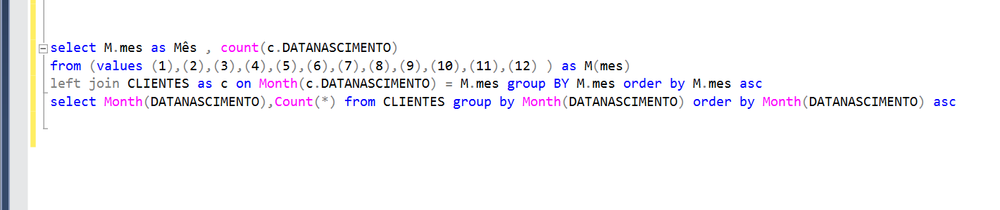 select M.mes as Mês , count(c.DATANASCIMENTO)
from (values (1),(2),(3),(4),(5),(6),(7),(8),(9),(10),(11),(12) ) as M(mes)
left join CLIENTES as c on Month(c.DATANASCIMENTO) = M.mes group BY M.mes order by M.mes asc
select Month(DATANASCIMENTO),Count(*) from CLIENTES group by Month(DATANASCIMENTO) order by Month(DATANASCIMENTO) asc